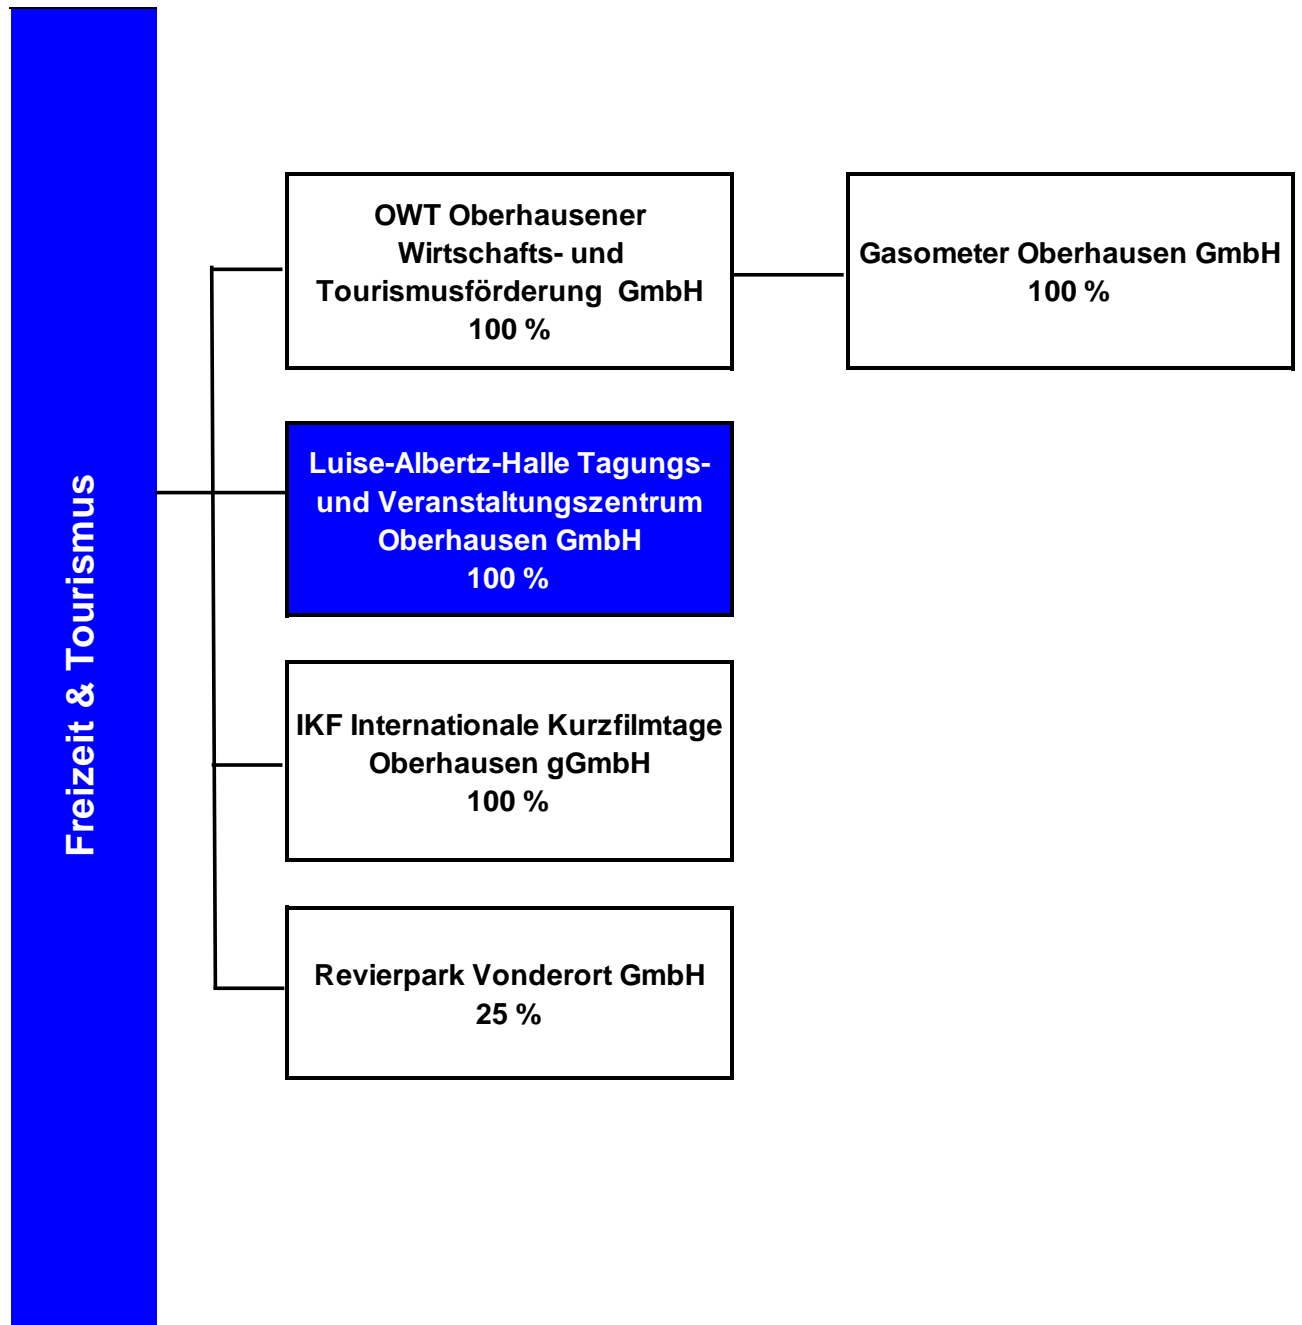 Freizeit & Tourismus
OWT Oberhausener
Wirtschafts- und
Tourismusförderung  GmbH
100 %
Gasometer Oberhausen GmbH
100 %
Luise-Albertz-Halle Tagungs-
und Veranstaltungszentrum
Oberhausen GmbH
100 %
IKF Internationale Kurzfilmtage
Oberhausen gGmbH
100 %
Revierpark Vonderort GmbH
25 %